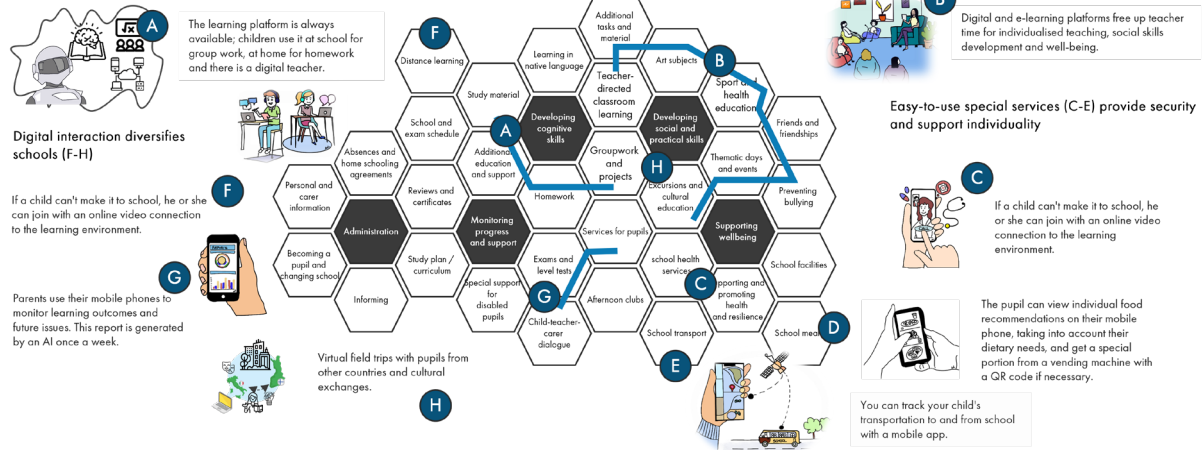 A
The learning platform is always
available; children use it at school for
group work, at home for homework
and there is a digital teacher.
B
Digital and e-learning platforms free up teacher
time for individualised teaching, social skills
development and well-being.
Digital interaction diversifies
schools (F-H)
F
If a child can't make it to school, he or she
can join with an online video connection
to the learning environment.
G
Parents use their mobile phones to
monitor learning outcomes and
future issues. This report is generated
by an AI once a week.
Virtual field trips with pupils from
other countries and cultural
exchanges.
H
Easy-to-use special services (C-E) provide security
and support individuality
C
If a child can't make it to school, he
or she can join with an online video
connection to the learning
environment.
The pupil can view individual food
recommendations on their mobile
phone, taking into account their
dietary needs, and get a special
portion from a vending machine with
a QR code if necessary.
You can track your child's
transportation to and from school
with a mobile app.
F
Distance learning
School and
exam schedule
Absences and
home schooling
agreements
Personal and
carer
information
Becoming a
pupil and
changing school
Administration
Informing
Reviews and
certificates
Study plan /
curriculum
Study material
Additional
education
and support
A
Monitoring
progress
and support
Special support
for
disabled
pupils
Learning in
native language
Developing
cognitive
skills
Homework
Exams and
level tests
G
Child-teacher-
carer
dialogue
Additional
tasks and
material
Teacher-
directed
classroom
learning
Groupwork
and
projects
Services for pupils
Afternoon clubs
Art subjects
B
Developing
social and
practical skills
H
Excursions and
cultural
education
school health
services
C
School transport
E
Sport and
health
education
Thematic days
and events
Supporting
wellbeing
pporting and
promoting
health
and resilience
Friends and
friendships
Preventing
bullying
School facilities
School mea
D
SCHOOL